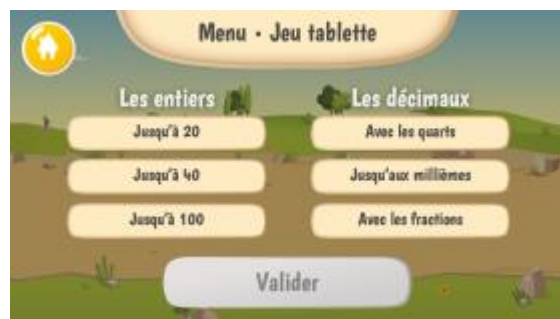 Menu • Jeu tablette
Les entiers
Jusqu'à 20
Jusqu'à 40
Jusqu'à 100
Les décimaux
Avec les quarts
Jusqu'aux millièmes
Avec les fractions
Valider